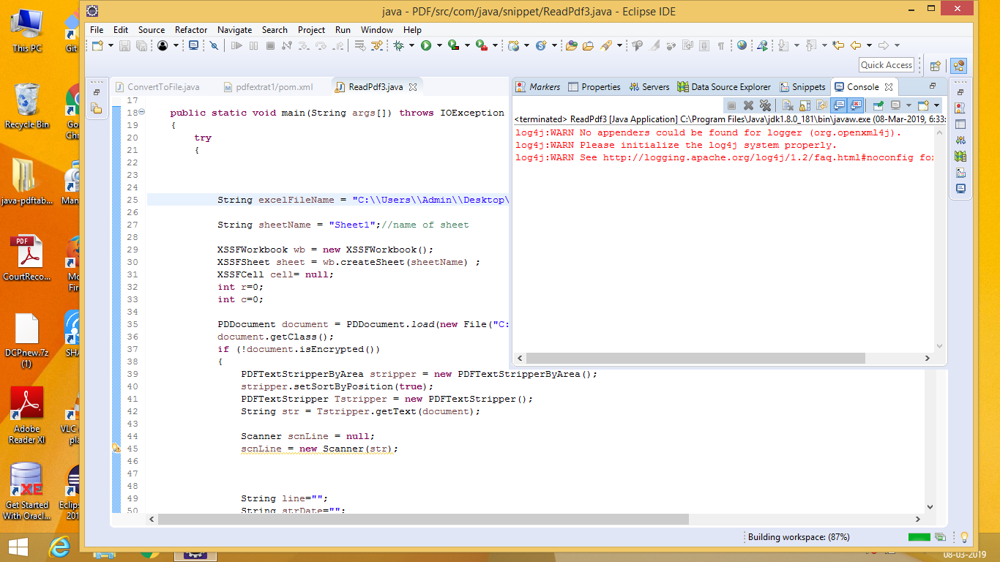 java - PDF/src/com/java/snippet/ReadPdf3.java - Eclipse IDE
File Edit Source Refactor Navigate Search Project Run Window Help
Quick Access
ConvertToFile.java pdfextrat1/pom.xml ReadPdf3.java
Markers Properties Servers Data Source Explorer Snippets Console
<terminated> ReadPdf3 [Java Application] C:\Program Files\Java\jdk1.8.0_181\bin\javaw.exe (08-Mar-2019, 6:33:
log4j:WARN No appenders could be found for logger (org.openxml4j).
log4j:WARN Please initialize the log4j system properly.
log4j:WARN See http://logging.apache.org/log4j/1.2/faq.html#noconfig for
17
18 public static void main(String args[]) throws IOException
19 {
20 try
21 {
22
23
24
25 String excelFileName = "C:\\Users\\Admin\\Desktop\
26
27 String sheetName = "Sheet1";//name of sheet
28
29 XSSFWorkbook wb = new XSSFWorkbook();
30 XSSFSheet sheet = wb.createSheet(sheetName) ;
31 XSSFCell cell= null;
32 int r=0;
33 int c=0;
34
35 PDDocument document = PDDocument.load(new File("C:
36 document.getClass();
37 if (!document.isEncrypted())
38 {
39 PDFTextStripperByArea stripper = new PDFTextStripperByArea();
40 stripper.setSortByPosition(true);
41 PDFTextStripper Tstripper = new PDFTextStripper();
42 String str = Tstripper.getText(document);
43
44 Scanner scnLine = null;
45 scnLine = new Scanner(str);
46
47
48
49 String line="";
50 String strDate="";
Building workspace: (87%)
This PC
Git
Recycle Bin
Go
Chr
java-pdftab...
Man
PDF
CourtReco...
Mo
Fir
DCPnew.7z
(1)
SHA
Adobe
Reader XI
VLC
pla
XE
Get Started
With Oracl...
Eclips
201
08-03-2019